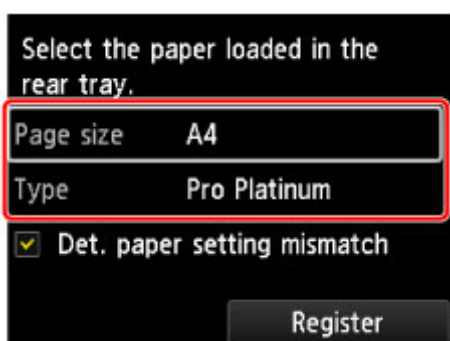 Select the paper loaded in the
rear tray.
Page size A4
Type Pro Platinum
Det. paper setting mismatch
Register